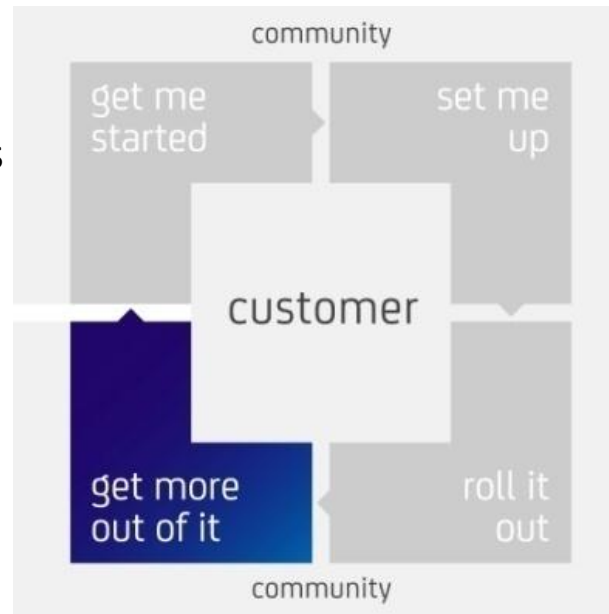 community
get me
started
set me
up
s
customer
get more
out of it
roll it
out
community